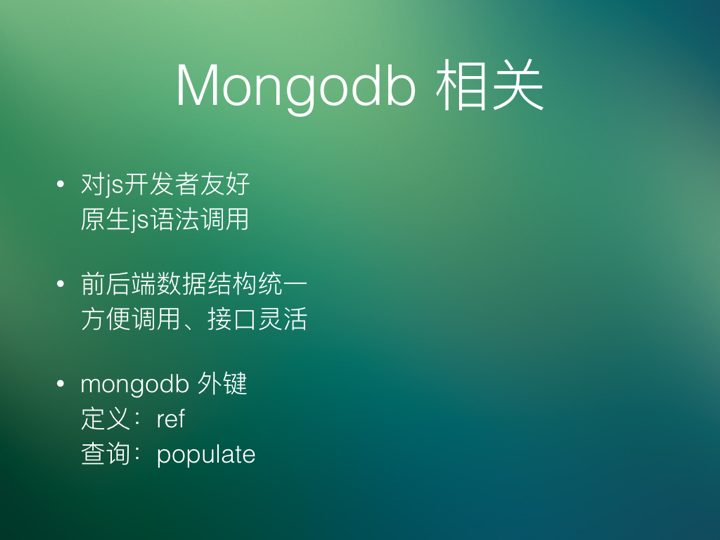 Mongodb 相关
• 对js开发者友好
原生js语法调用
• 前后端数据结构统一
方便调用、接口灵活
• mongodb 外键
定义：ref
查询：populate